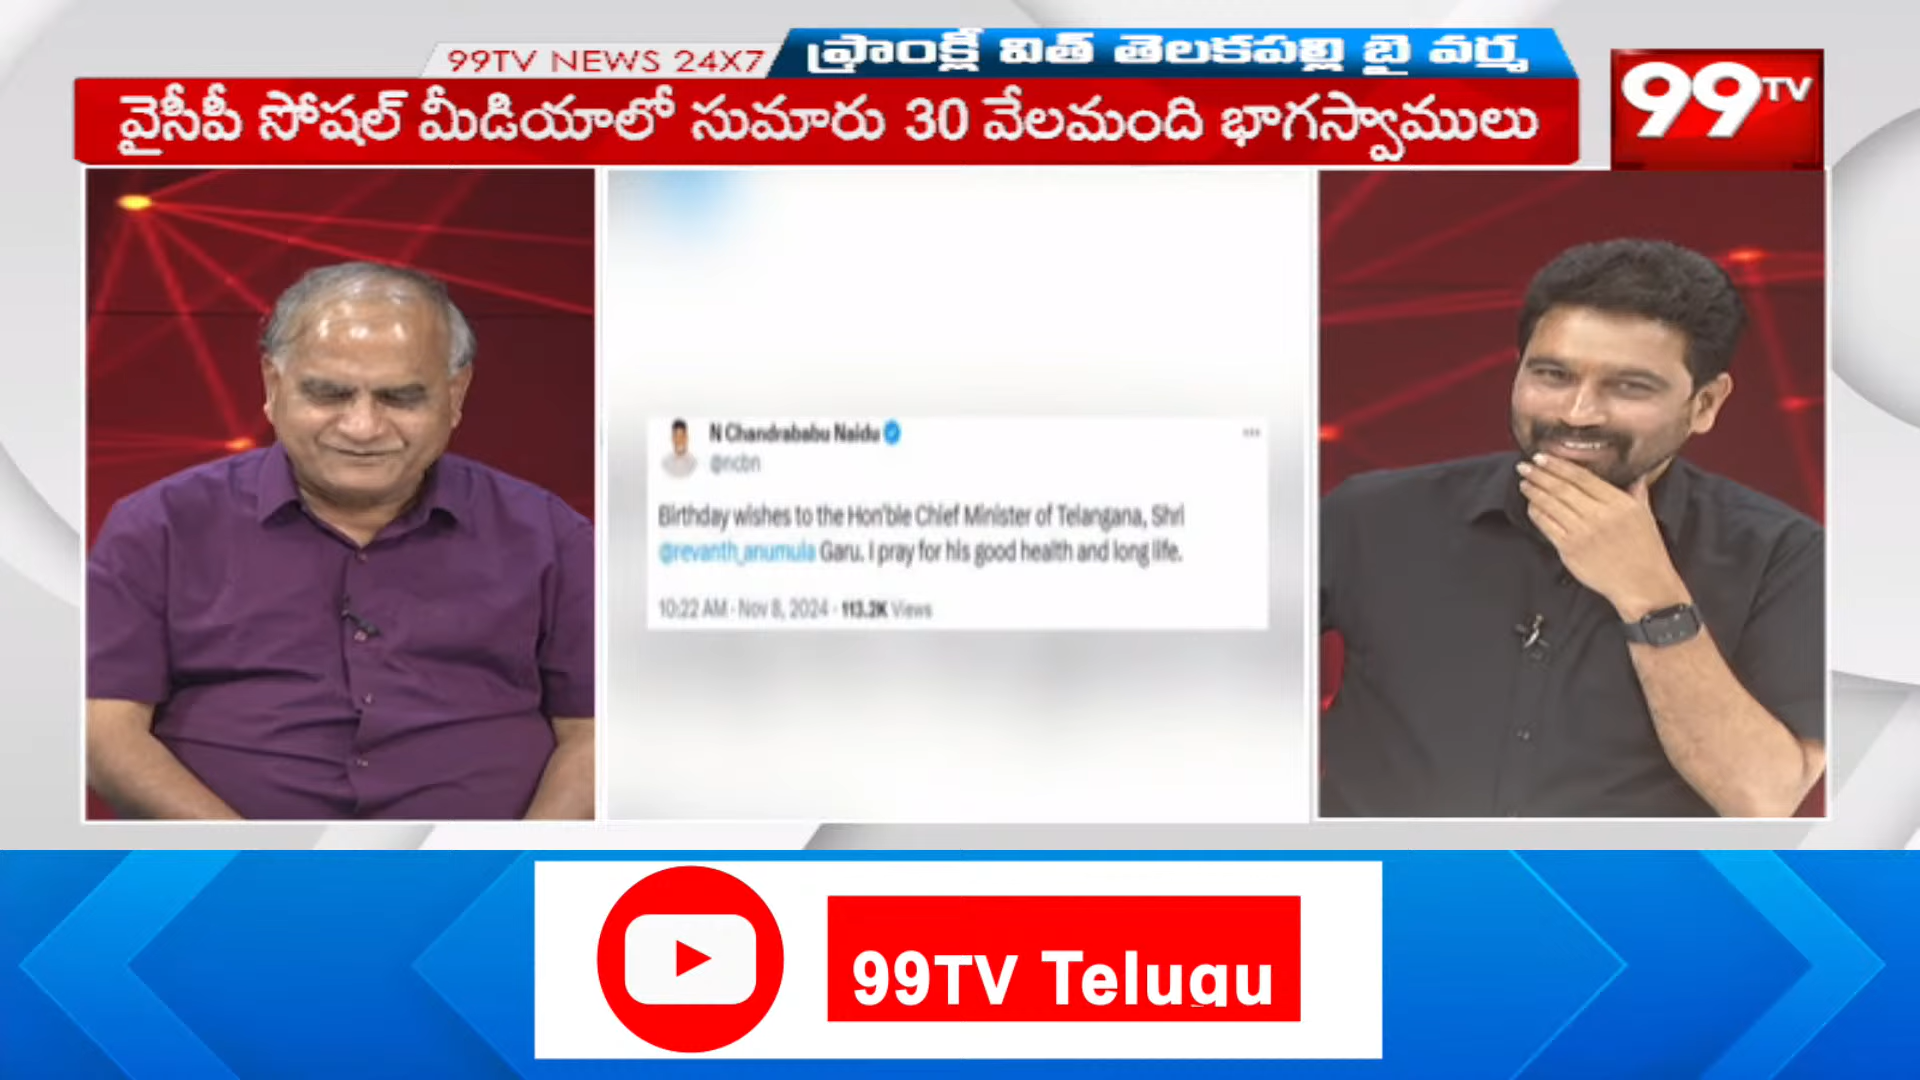 99TV NEWS 24X7
ఫ్రాంక్లీ విత్ తెలకపల్లి బై వర్మ
వైసీపీ సోషల్ మీడియాలో సుమారు 30 వేలమంది భాగస్వాములు
99TV
N Chandrababu Naidu
@ncbn
Birthday wishes to the Hon'ble Chief Minister of Telangana, Shri
@revanth_anumula Garu. I pray for his good health and long life.
10:22 AM · Nov 8, 2024 · 113.2K Views
99TV Telugu